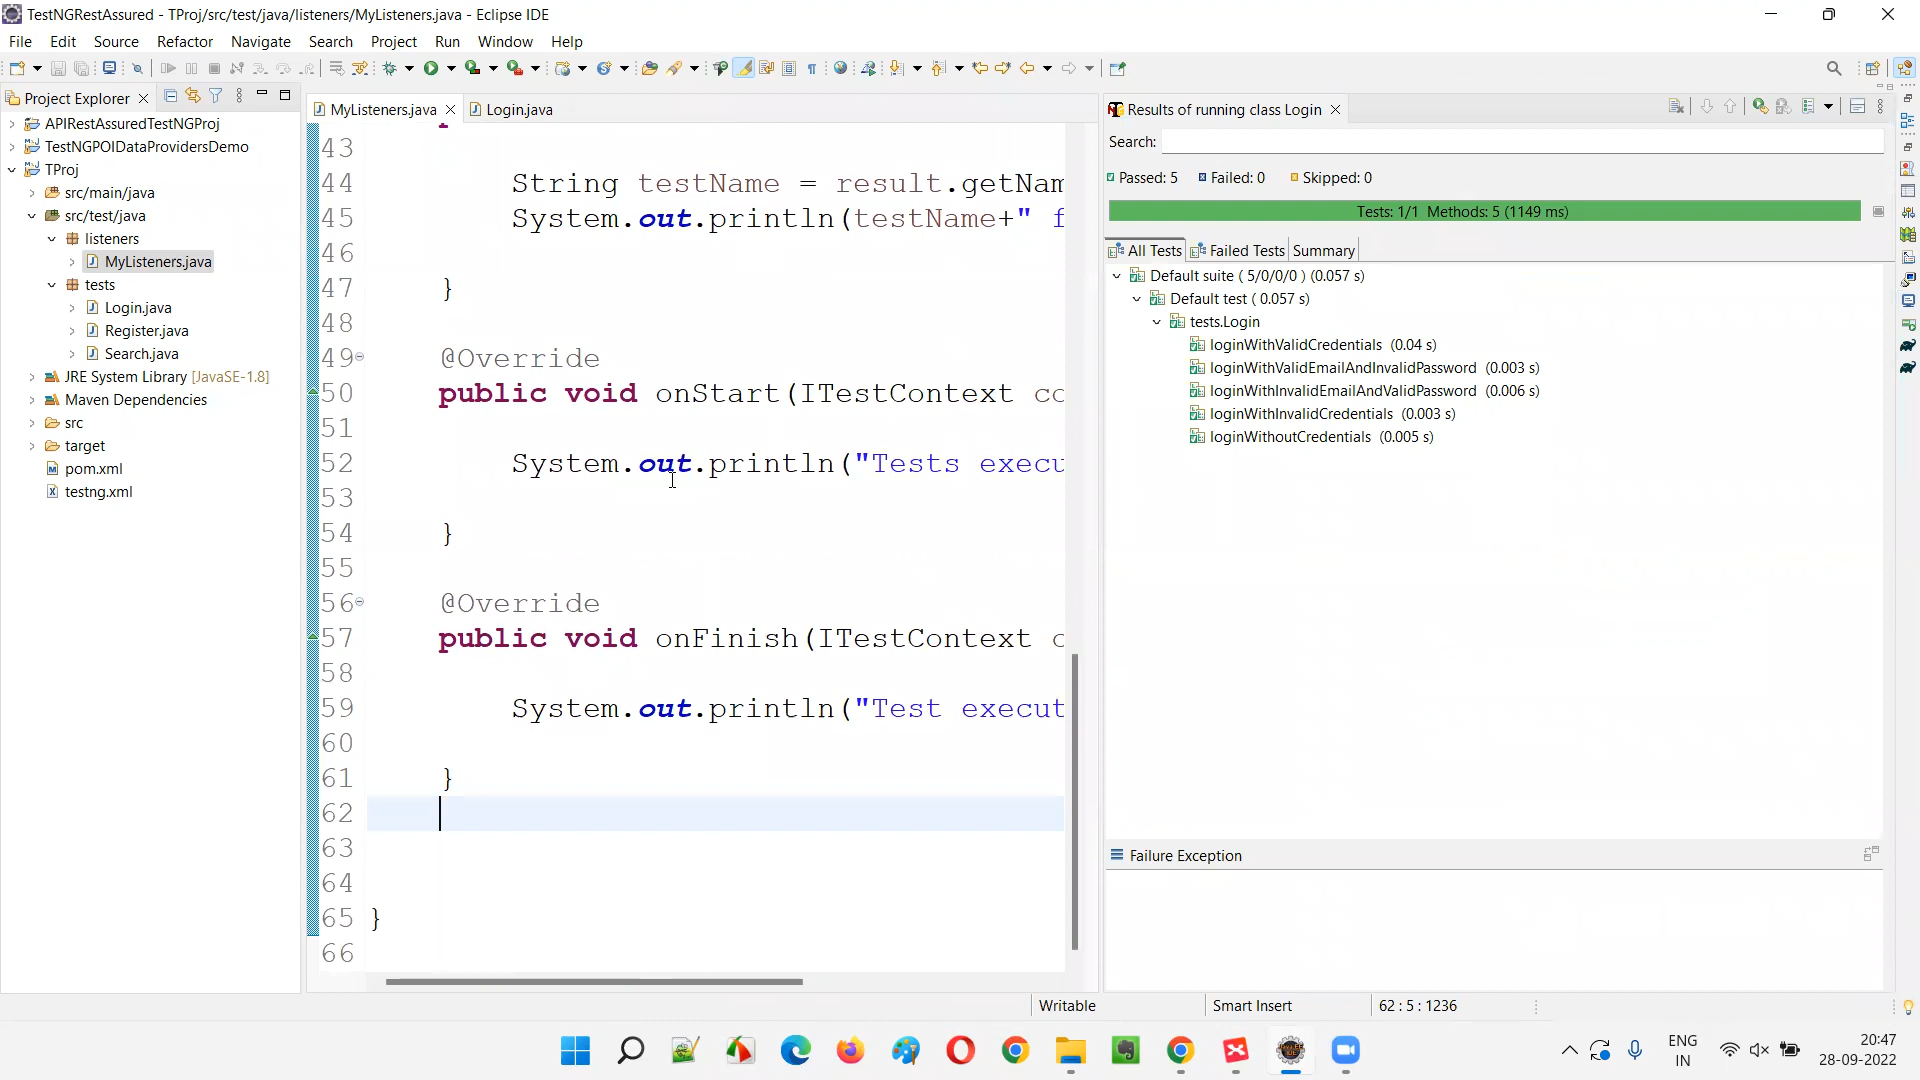 TestNGRestAssured - TProj/src/test/java/listeners/MyListeners.java - Eclipse IDE
File Edit Source Refactor Navigate Search Project Run Window Help
Project Explorer
APIRestAssuredTestNGProj
TestNGPOIDataProvidersDemo
TProj
src/main/java
src/test/java
listeners
MyListeners.java
tests
Login.java
Register.java
Search.java
JRE System Library [JavaSE-1.8]
Maven Dependencies
src
target
pom.xml
testng.xml
MyListeners.java Login.java
43
44 String testName = result.getNam
45 System.out.println(testName+" f
46
47 }
48
49 @Override
50 public void onStart(ITestContext co
51
52 System.out.println("Tests execu
53
54 }
55
56 @Override
57 public void onFinish(ITestContext c
58
59 System.out.println("Test execut
60
61 }
62
63
64
65 }
66
Results of running class Login
Search:
Passed: 5 Failed: 0 Skipped: 0
Tests: 1/1 Methods: 5 (1149 ms)
All Tests Failed Tests Summary
Default suite ( 5/0/0/0 ) (0.057 s)
Default test ( 0.057 s)
tests.Login
loginWithValidCredentials (0.04 s)
loginWithValidEmailAndInvalidPassword (0.003 s)
loginWithInvalidEmailAndValidPassword (0.006 s)
loginWithInvalidCredentials (0.003 s)
loginWithoutCredentials (0.005 s)
Failure Exception
Writable Smart Insert 62 : 5 : 1236
ENG
IN
20:47
28-09-2022